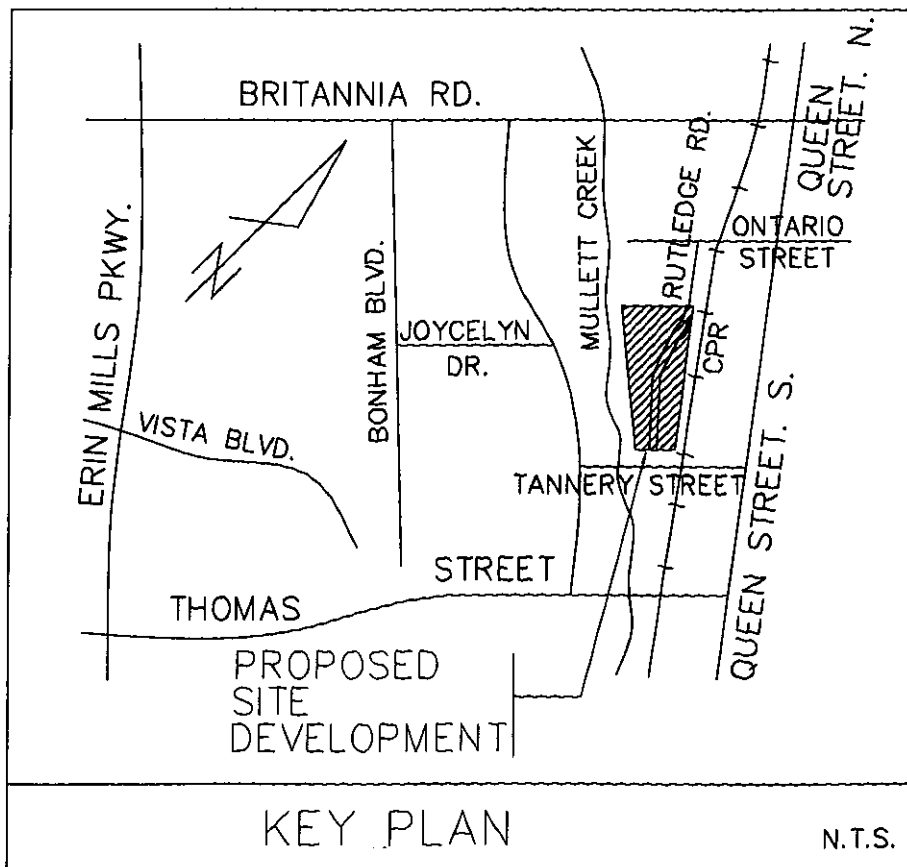 BRITANNIA RD.
QUEEN
STREET. N.
RUTLEDGE RD.
MULLETT CREEK
ONTARIO
STREET
ERIN MILLS PKWY.
BONHAM BLVD.
JOYCELYN
DR.
CPR
VISTA BLVD.
TANNERY STREET
QUEEN STREET. S.
THOMAS STREET
PROPOSED
SITE
DEVELOPMENT
KEY PLAN
N.T.S.